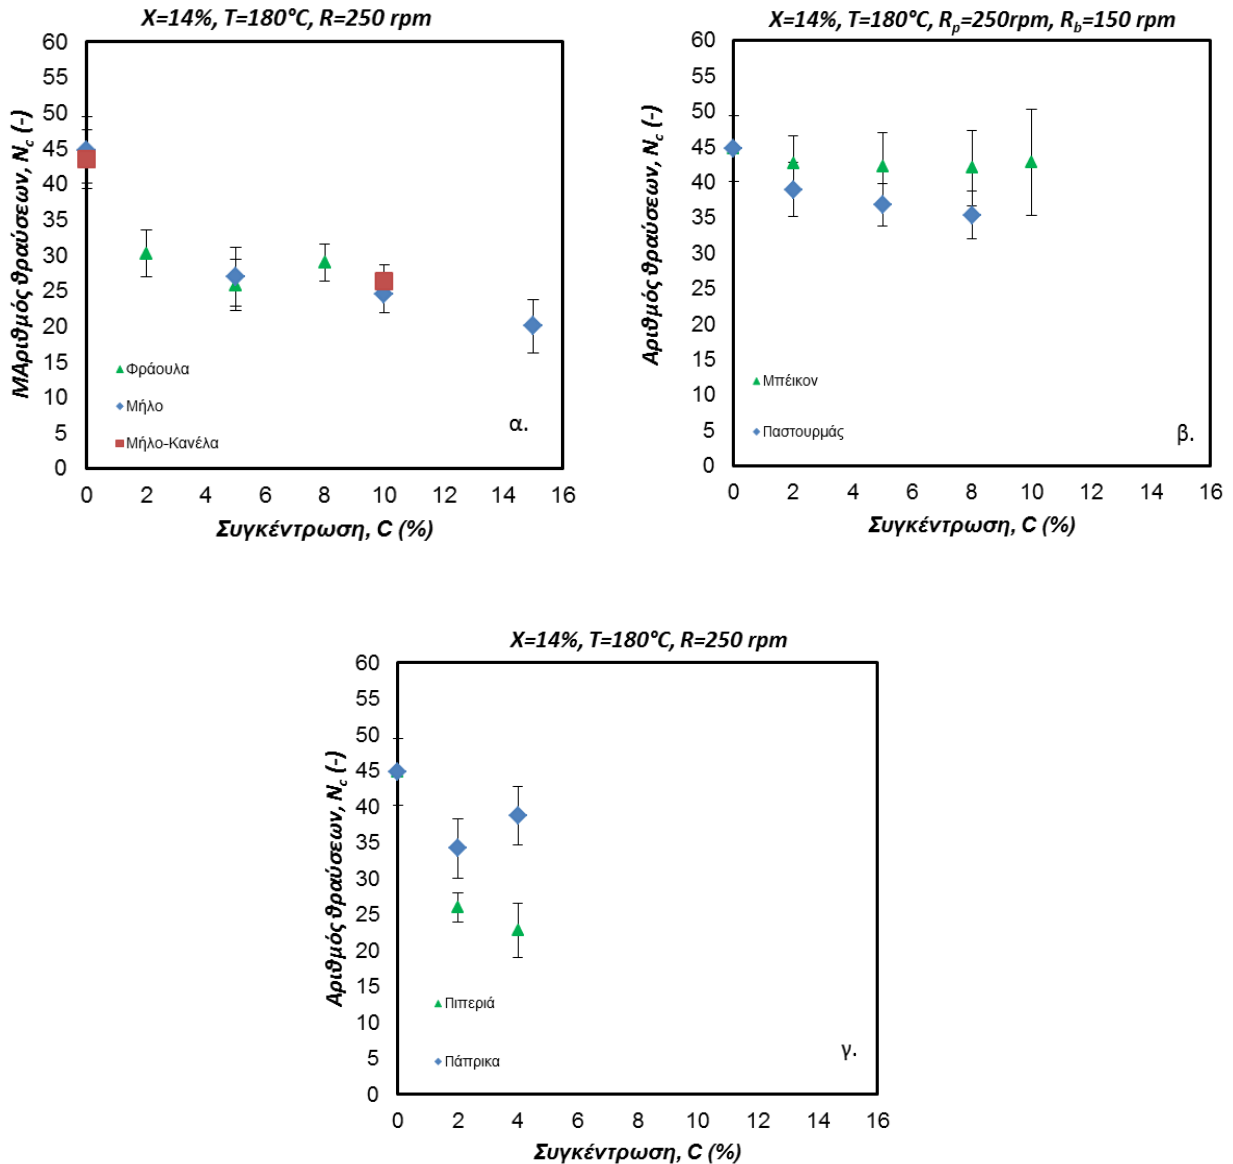 X=14%, T=180°C, R=250 rpm
60
55
50
45
40
35
30
25
20
15
10
5
0
ΜΑριθμός θραύσεων, Nc (-)
Φράουλα
Μήλο
Μήλο-Κανέλα
α.
0 2 4 6 8 10 12 14 16
Συγκέντρωση, C (%)
X=14%, T=180°C, Rp=250rpm, Rb=150 rpm
60
55
50
45
40
35
30
25
20
15
10
5
0
Αριθμός θραύσεων, Nc (-)
Μπέικον
Παστουρμάς
β.
0 2 4 6 8 10 12 14 16
Συγκέντρωση, C (%)
X=14%, T=180°C, R=250 rpm
60
55
50
45
40
35
30
25
20
15
10
5
0
Αριθμός θραύσεων, Nc (-)
Πιπεριά
Πάπρικα
γ.
0 2 4 6 8 10 12 14 16
Συγκέντρωση, C (%)